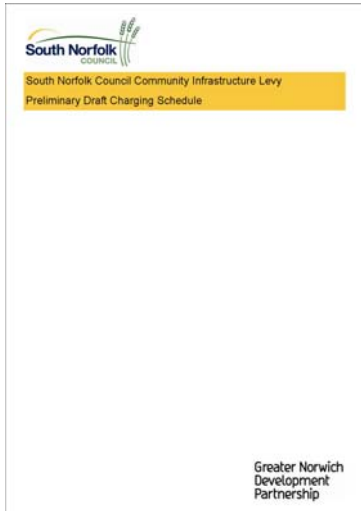 South Norfolk
COUNCIL
South Norfolk Council Community Infrastructure Levy
Preliminary Draft Charging Schedule
Greater Norwich
Development
Partnership